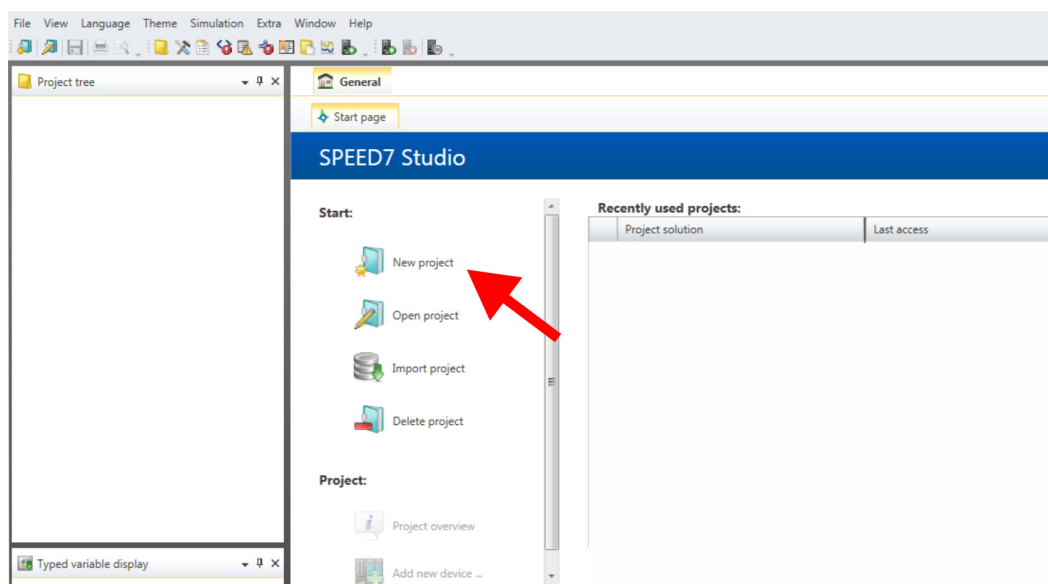 File View Language Theme Simulation Extra Window Help
Project tree
General
Start page
SPEED7 Studio
Start:
New project
Open project
Import project
Delete project
Project:
Project overview
Add new device ...
Recently used projects:
Project solution Last access
Typed variable display